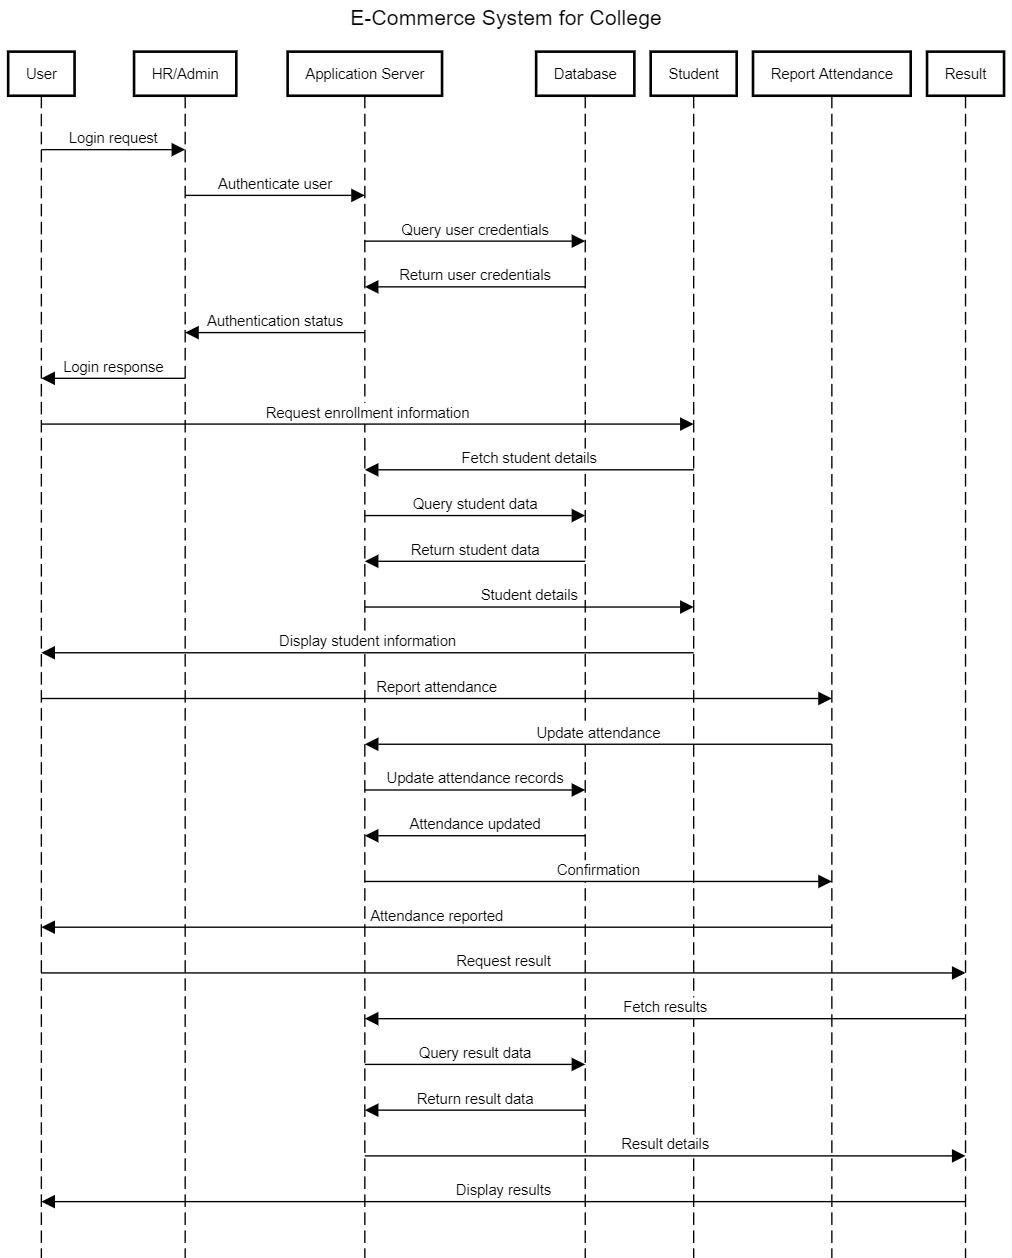 E-Commerce System for College
User
HR/Admin
Application Server
Database
Student
Report Attendance
Result
Login request
Authenticate user
Query user credentials
Return user credentials
Authentication status
Login response
Request enrollment information
Fetch student details
Query student data
Return student data
Student details
Display student information
Report attendance
Update attendance
Update attendance records
Attendance updated
Confirmation
Attendance reported
Request result
Fetch results
Query result data
Return result data
Result details
Display results